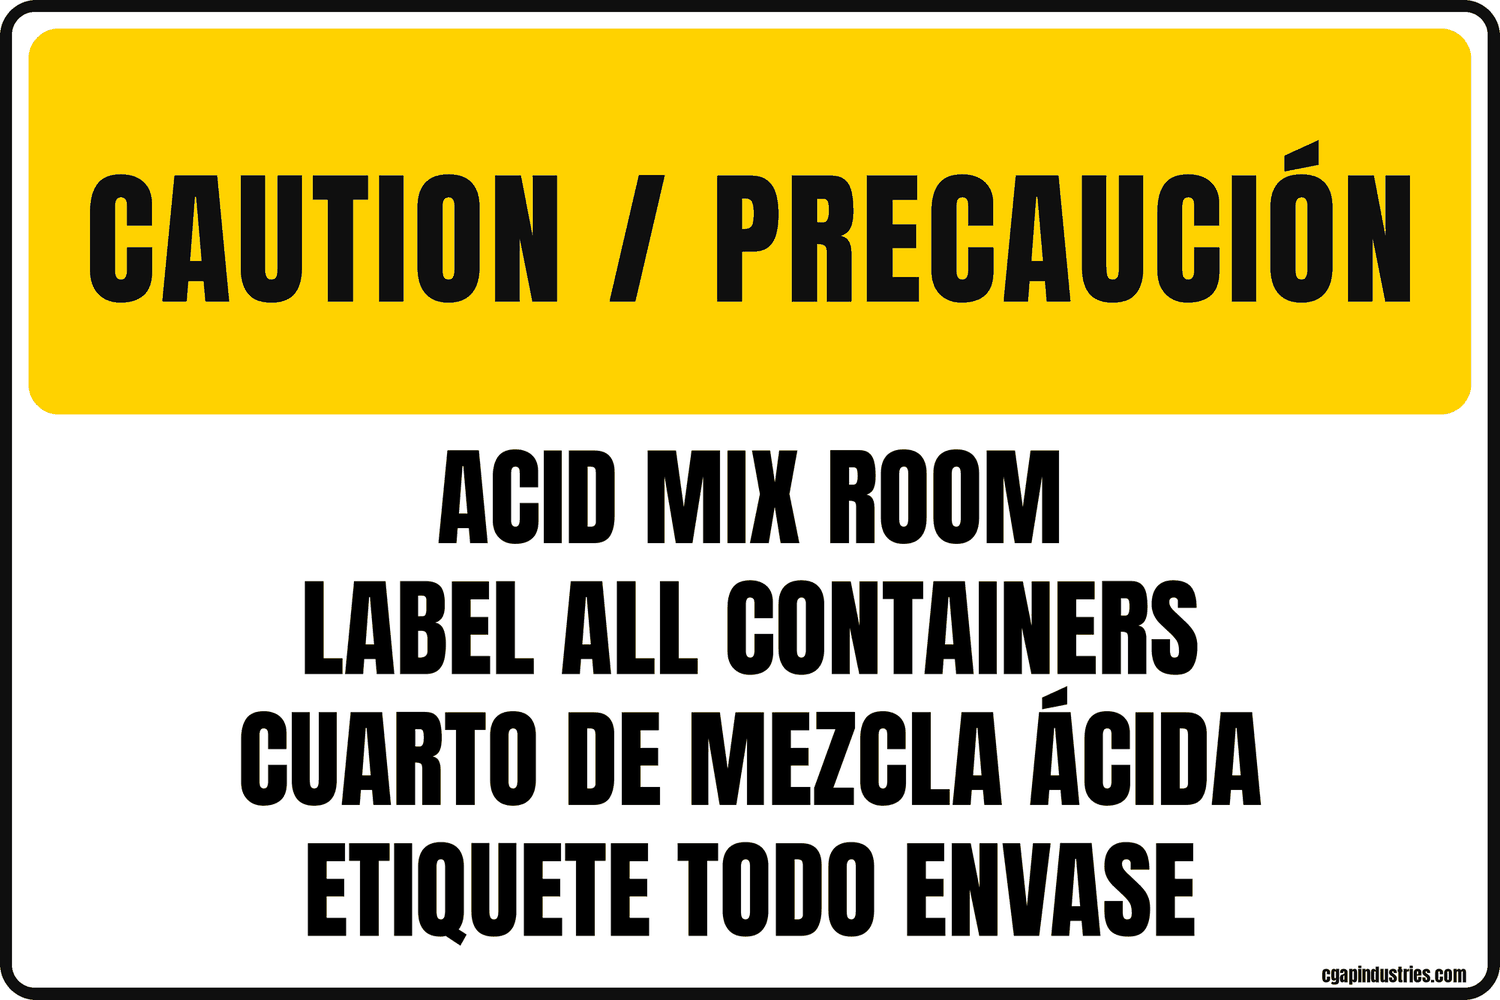 CAUTION / PRECAUCIÓN
ACID MIX ROOM
LABEL ALL CONTAINERS
CUARTO DE MEZCLA ÁCIDA
ETIQUETE TODO ENVASE
cgapindustries.com